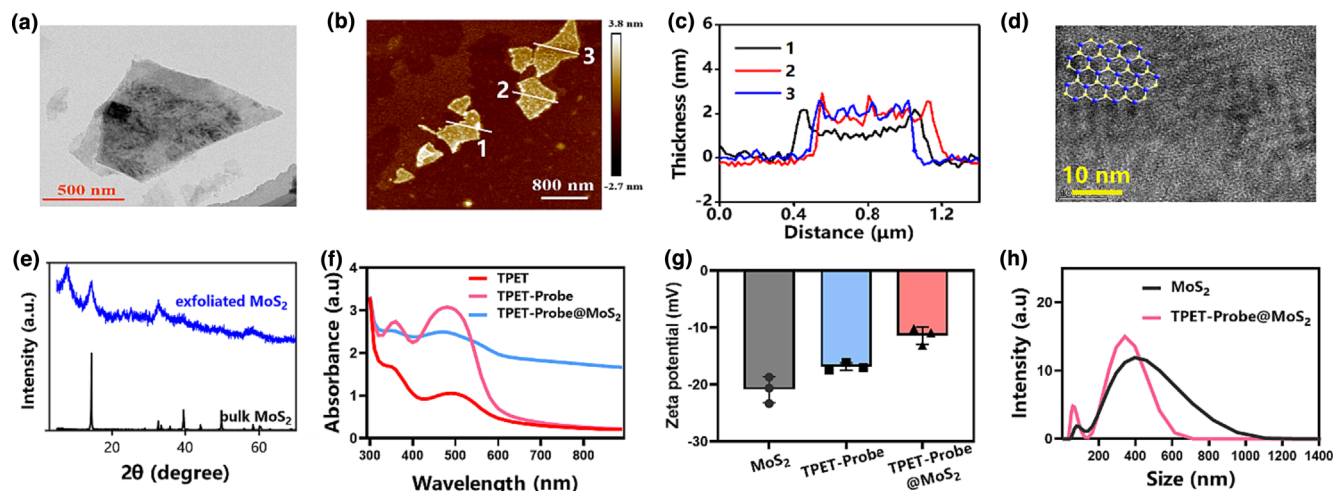 (a)
500 nm
(b)
3.8 nm
-2.7 nm
1
2
3
800 nm
(c)
Thickness (nm)
6
4
2
0
-2
1
2
3
0.0
0.4
0.8
1.2
Distance (μm)
(d)
10 nm
(e)
Intensity (a.u.)
exfoliated MoS2
bulk MoS2
20
40
60
2θ (degree)
(f)
Absorbance (a.u)
4
3
2
1
0
TPET
TPET-Probe
TPET-Probe@MoS2
300
400
500
600
700
800
Wavelength (nm)
(g)
Zeta potential (mV)
0
-10
-20
-30
MoS2
TPET-Probe
TPET-Probe
@MoS2
(h)
Intensity (a.u)
20
10
0
MoS2
TPET-Probe@MoS2
0
200
400
600
800
1000
1200
1400
Size (nm)